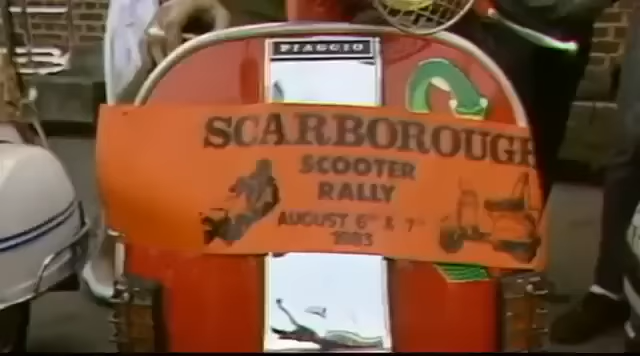 PIAGGIO
SCARBOROUGH
SCOOTER
RALLY
AUGUST 6TH & 7TH
1983